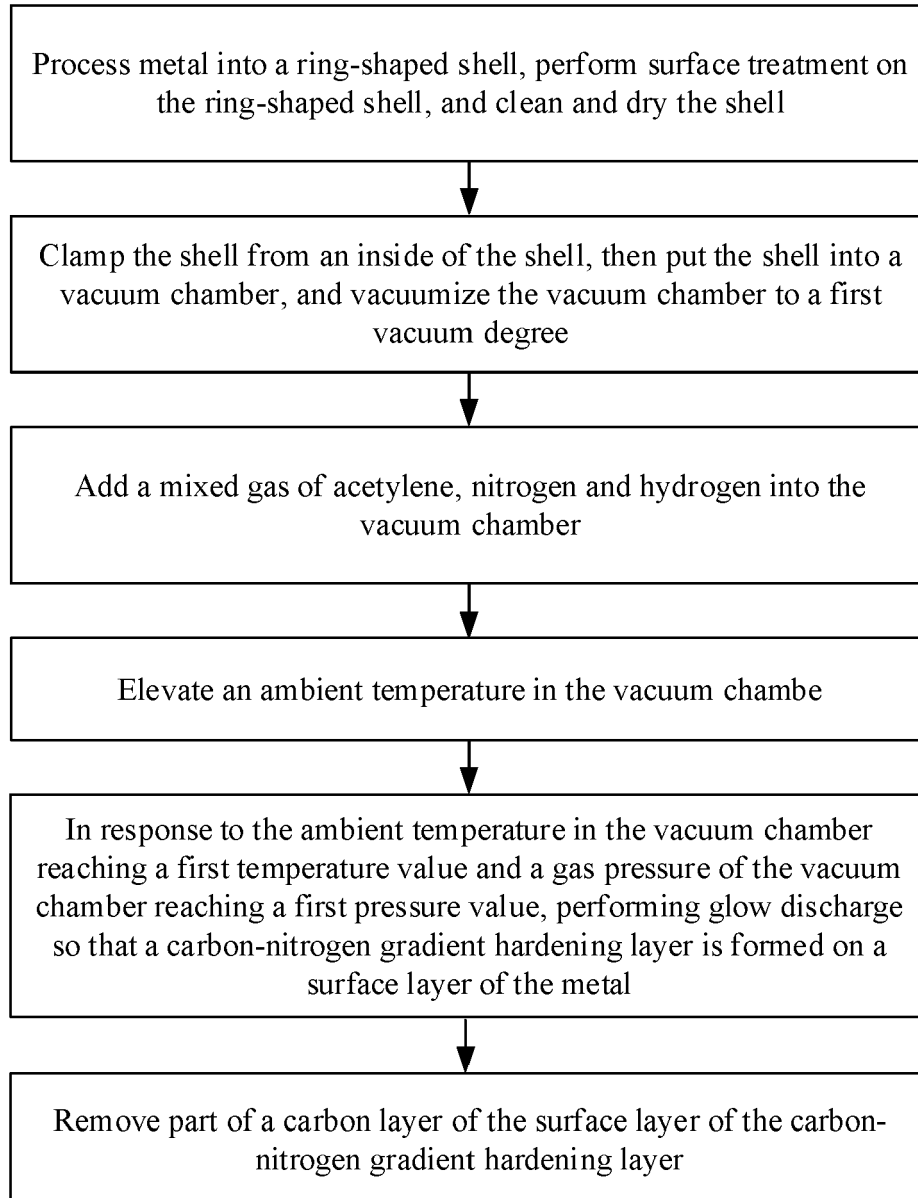 Process metal into a ring-shaped shell, perform surface treatment on
the ring-shaped shell, and clean and dry the shell
Clamp the shell from an inside of the shell, then put the shell into a
vacuum chamber, and vacuumize the vacuum chamber to a first
vacuum degree
Add a mixed gas of acetylene, nitrogen and hydrogen into the
vacuum chamber
Elevate an ambient temperature in the vacuum chambe
In response to the ambient temperature in the vacuum chamber
reaching a first temperature value and a gas pressure of the vacuum
chamber reaching a first pressure value, performing glow discharge
so that a carbon-nitrogen gradient hardening layer is formed on a
surface layer of the metal
Remove part of a carbon layer of the surface layer of the carbon-
nitrogen gradient hardening layer